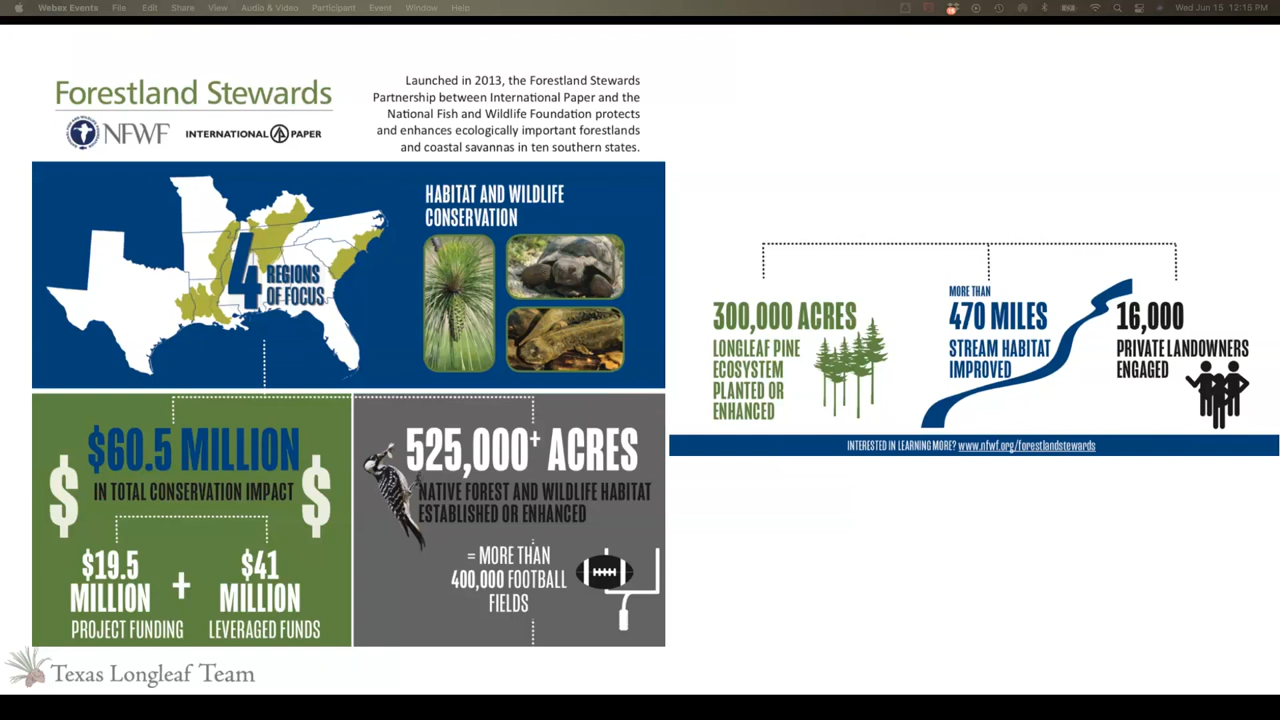 Webex Events File Edit Share View Audio & Video Participant Event Window Help
Wed Jun 15 12:15 PM
Forestland Stewards
NFWF
INTERNATIONAL PAPER
Launched in 2013, the Forestland Stewards
Partnership between International Paper and the
National Fish and Wildlife Foundation protects
and enhances ecologically important forestlands
and coastal savannas in ten southern states.
4 REGIONS
OF FOCUS
HABITAT AND WILDLIFE
CONSERVATION
$60.5 MILLION
IN TOTAL CONSERVATION IMPACT
$ $
$19.5
MILLION
PROJECT FUNDING
+
$41
MILLION
LEVERAGED FUNDS
525,000+ ACRES
NATIVE FOREST AND WILDLIFE HABITAT
ESTABLISHED OR ENHANCED
= MORE THAN
400,000 FOOTBALL
FIELDS
300,000 ACRES
LONGLEAF PINE
ECOSYSTEM
PLANTED OR
ENHANCED
MORE THAN
470 MILES
STREAM HABITAT
IMPROVED
16,000
PRIVATE LANDOWNERS
ENGAGED
INTERESTED IN LEARNING MORE? www.nfwf.org/forestlandstewards
Texas Longleaf Team